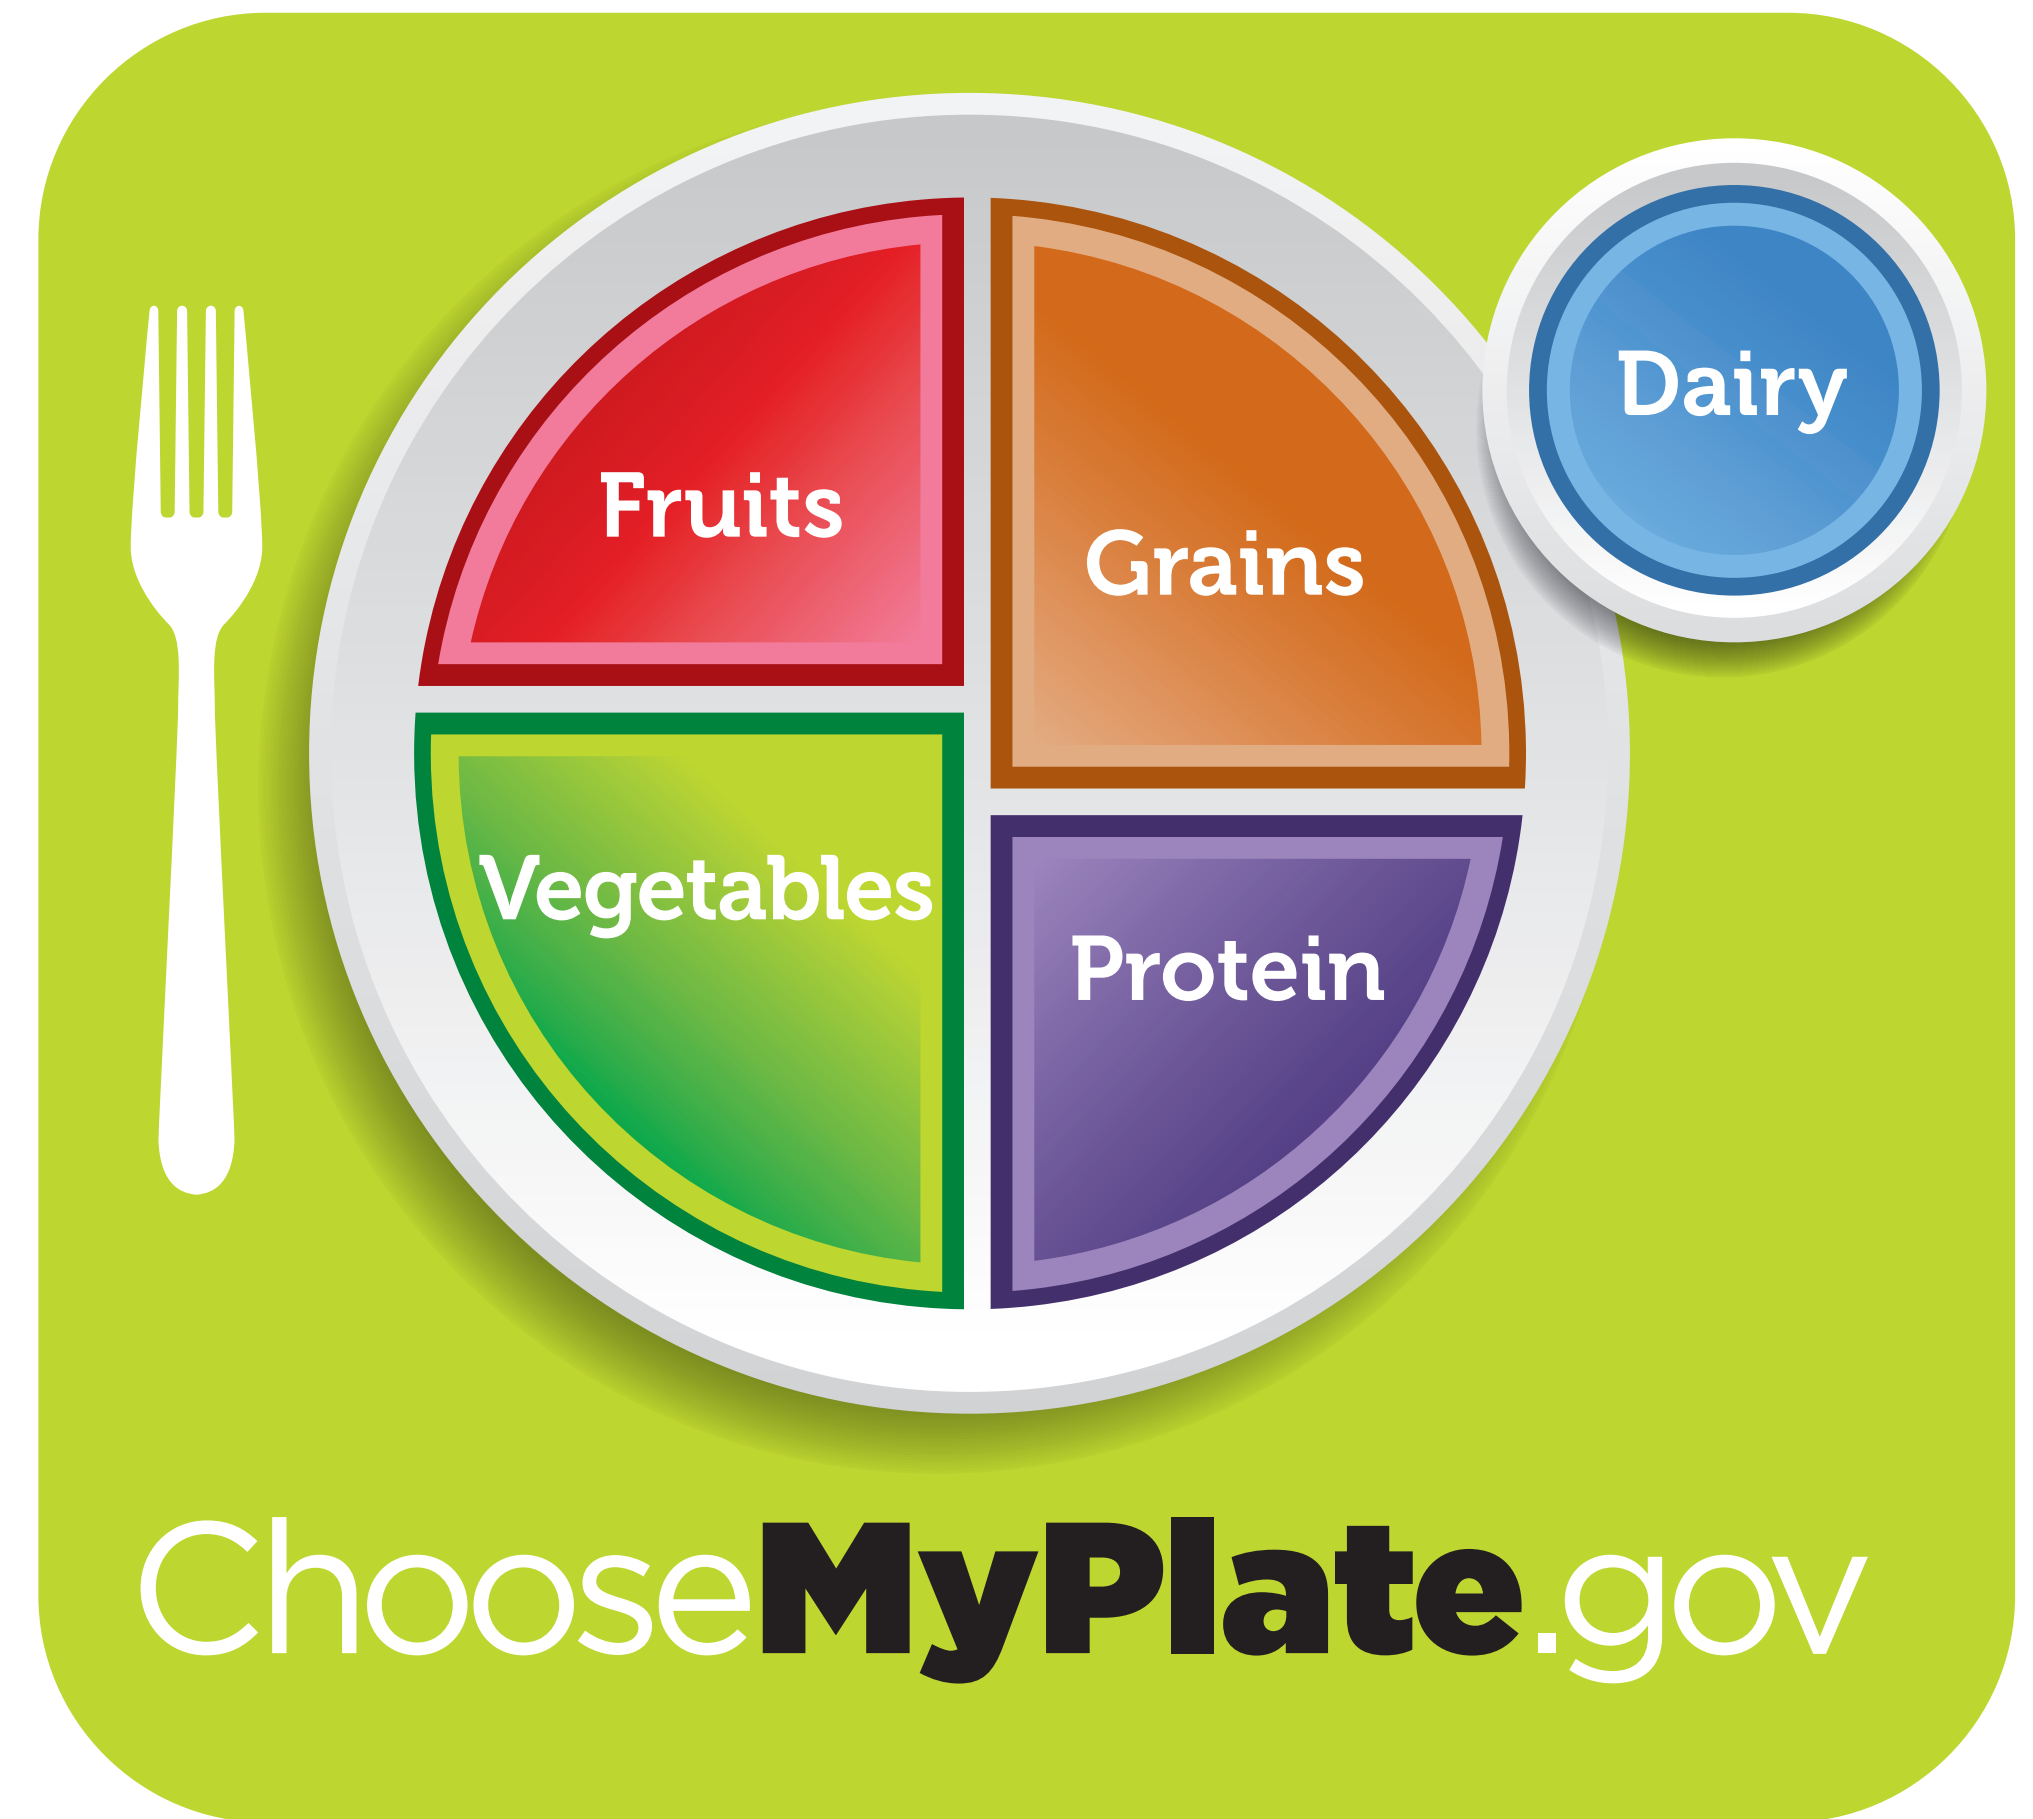 Dairy
Fruits
Grains
Vegetables
Protein
ChooseMyPlate.gov